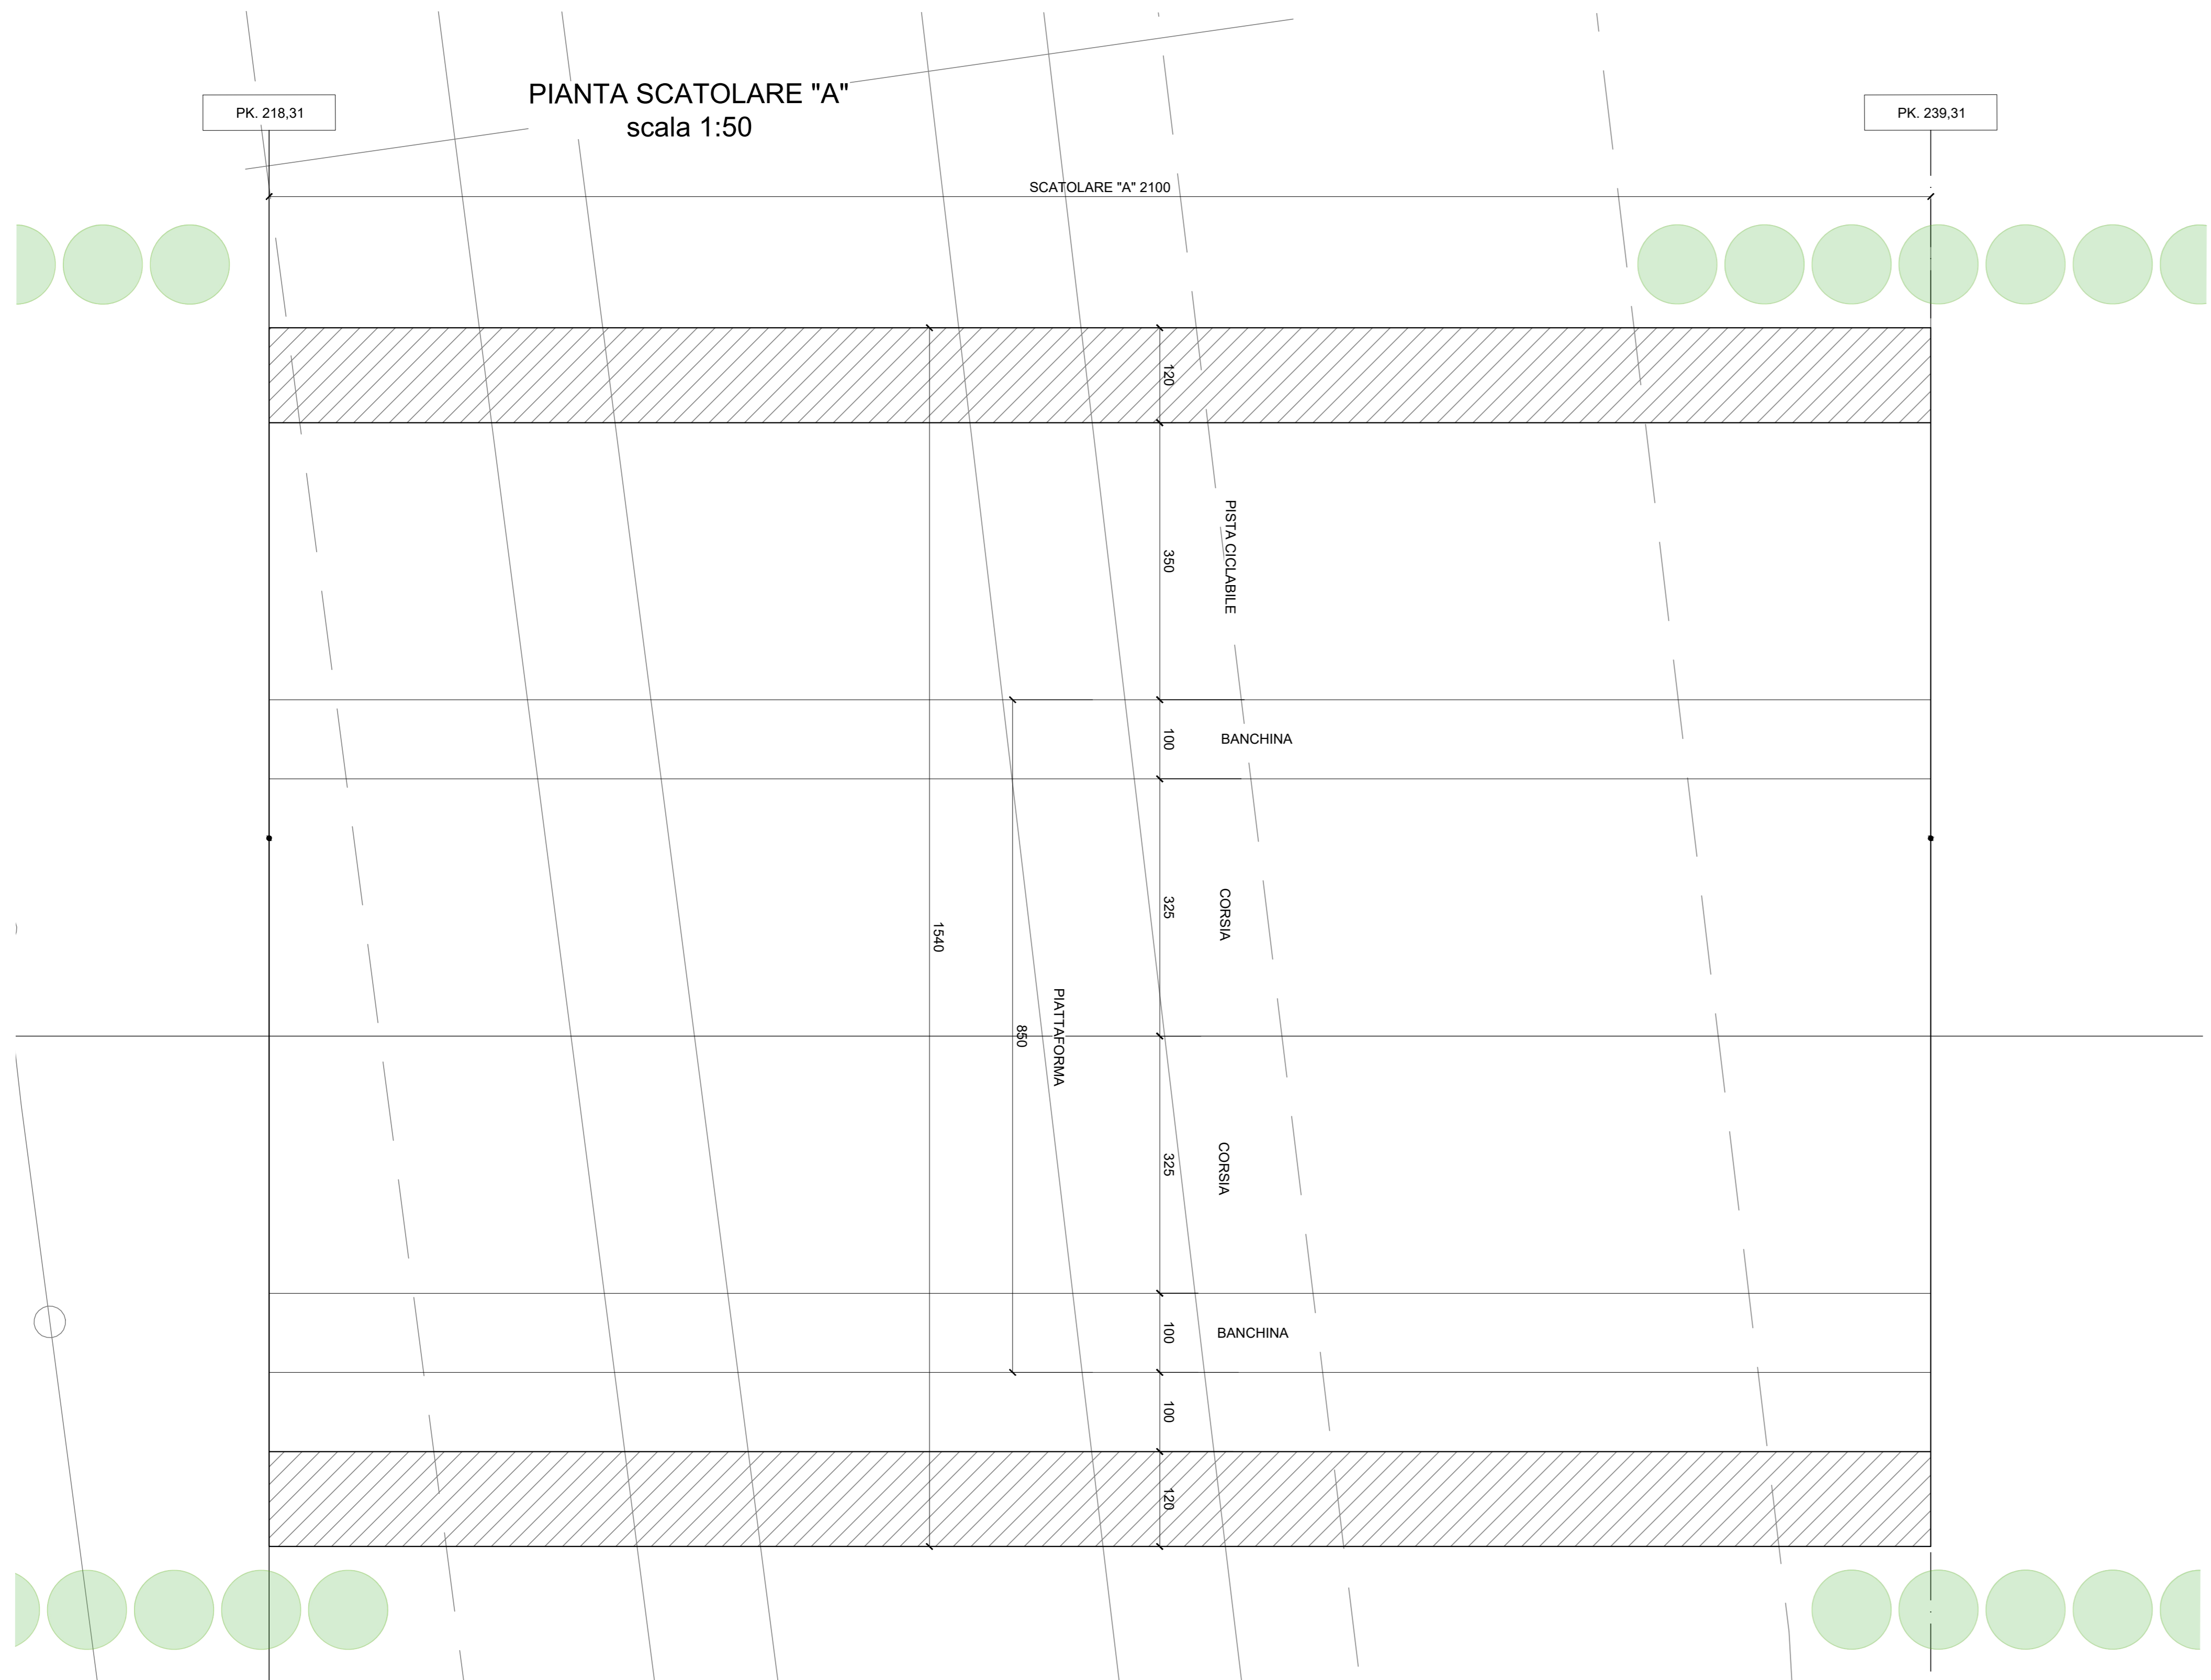 PIANTA SCATOLARE "A"
scala 1:50
PK. 218,31
PK. 239,31
SCATOLARE "A" 2100
120
350
PISTA CICLABILE
100
BANCHINA
325
CORSIA
1540
850
PIATTAFORMA
325
CORSIA
100
BANCHINA
100
120